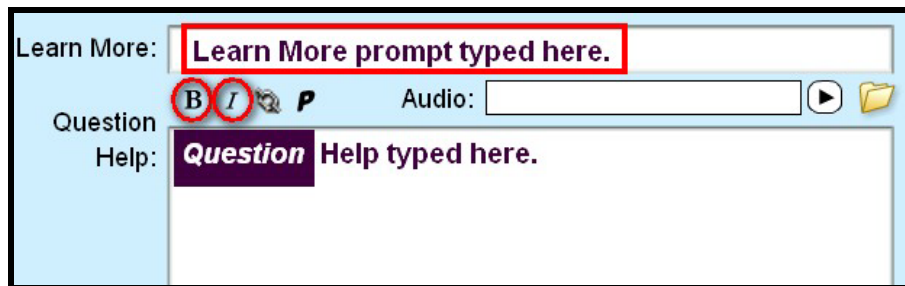 Learn More: Learn More prompt typed here.
B I P Audio:
Question Help: Question Help typed here.